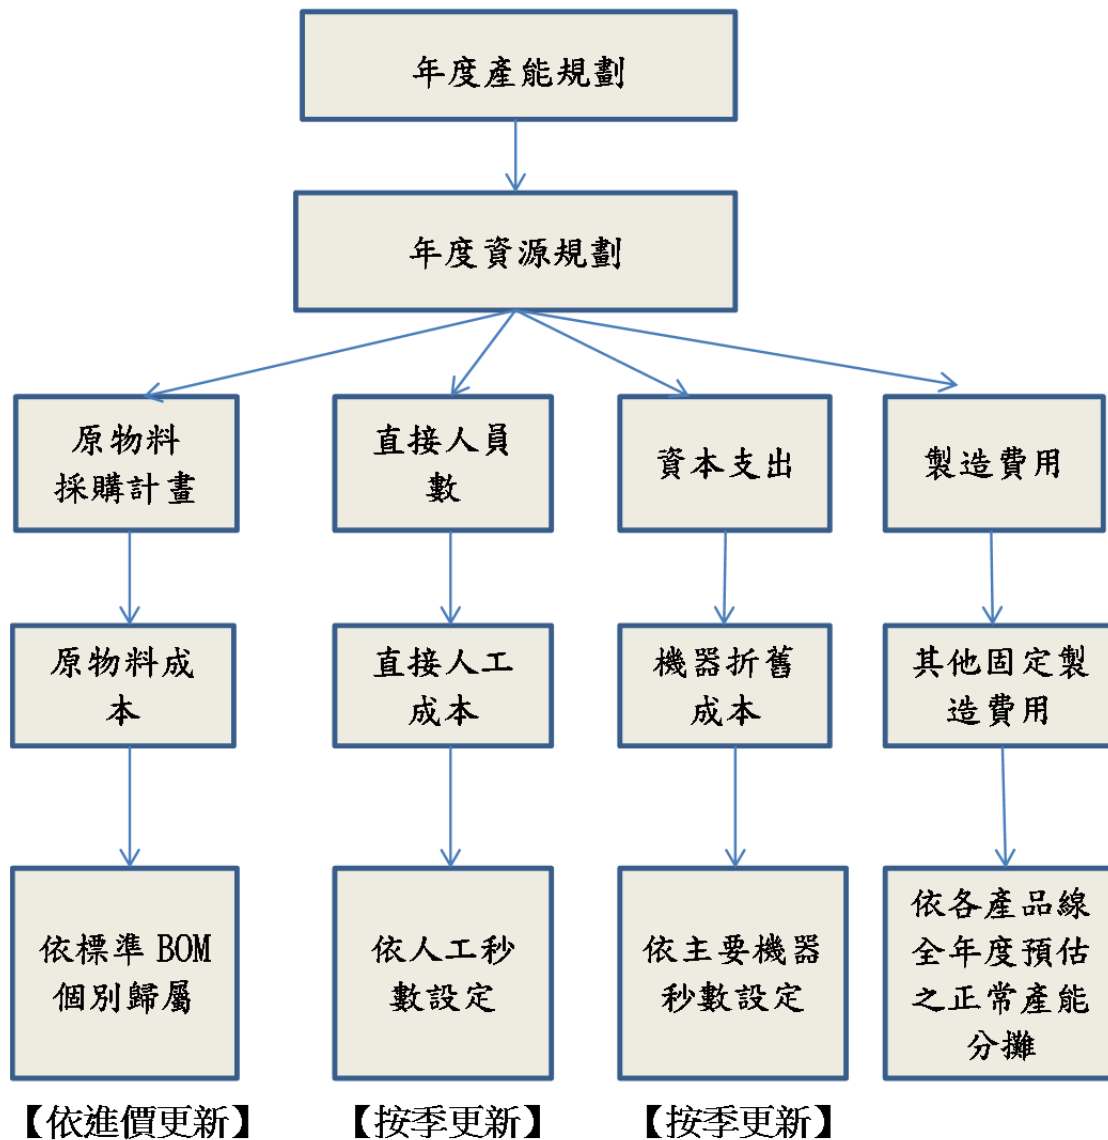 年度產能規劃
年度資源規劃
原物料
採購計畫
直接人員
數
資本支出
製造費用
原物料成
本
直接人工
成本
機器折舊
成本
其他固定製
造費用
依標準 BOM
個別歸屬
依人工秒
數設定
依主要機器
秒數設定
依各產品線
全年度預估
之正常產能
分攤
【依進價更新】
【按季更新】
【按季更新】